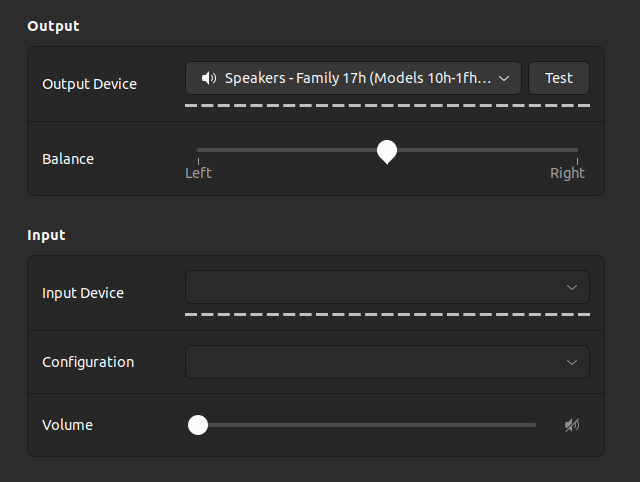 Output
Output Device
Speakers - Family 17h (Models 10h-1fh...
Test
Balance
Left
Right
Input
Input Device
Configuration
Volume